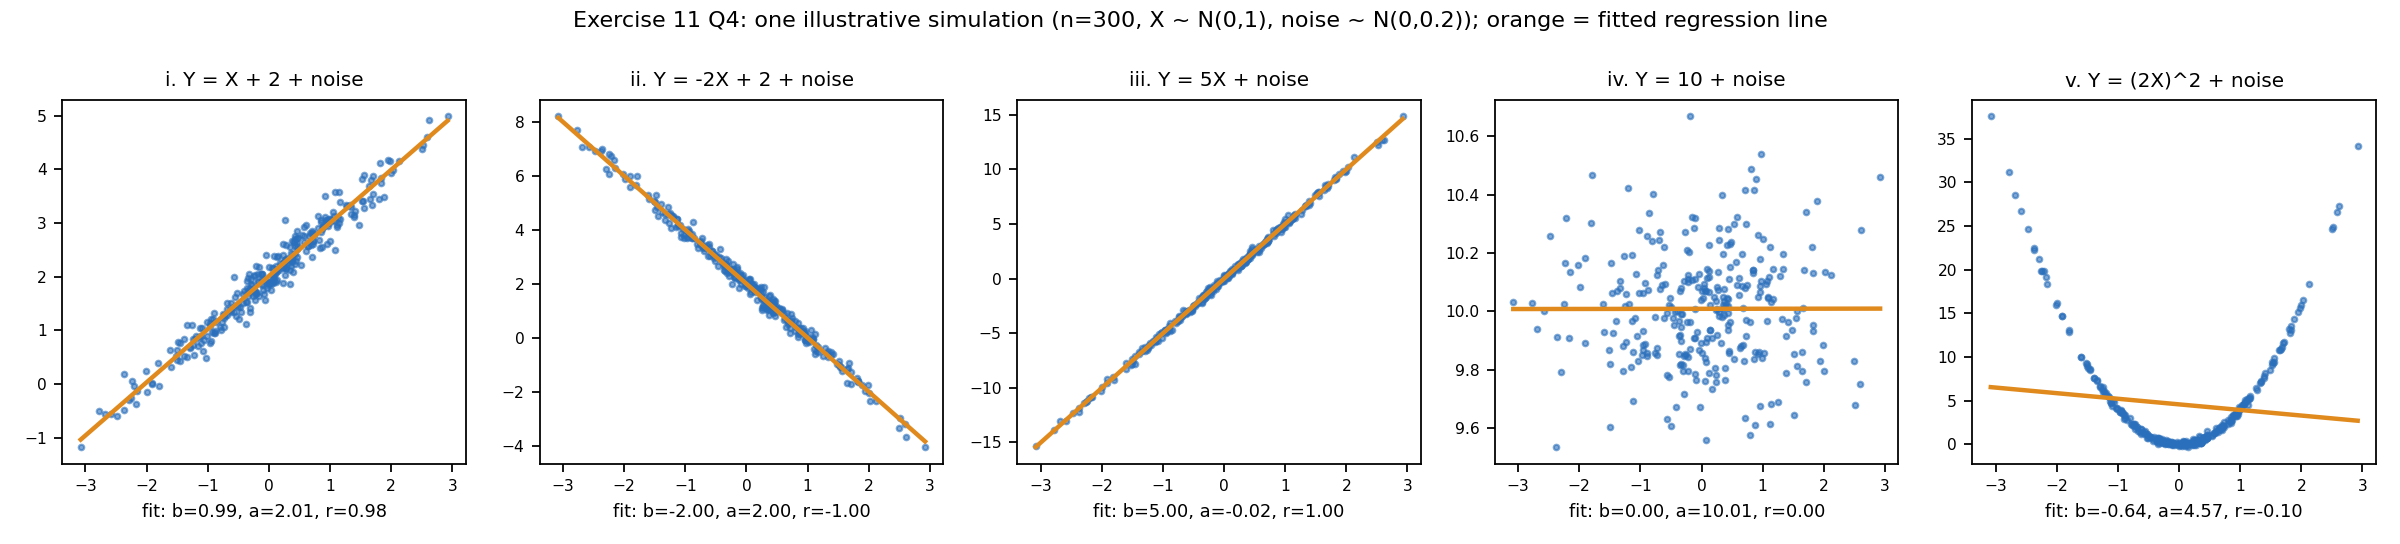 Exercise 11 Q4: one illustrative simulation (n=300, X ~ N(0,1), noise ~ N(0,0.2)); orange = fitted regression line
i. Y = X + 2 + noise
5
4
3
2
1
0
−1
−3 −2 −1 0 1 2 3
fit: b=0.99, a=2.01, r=0.98
ii. Y = -2X + 2 + noise
8
6
4
2
0
−2
−4
−3 −2 −1 0 1 2 3
fit: b=-2.00, a=2.00, r=-1.00
iii. Y = 5X + noise
15
10
5
0
−5
−10
−15
−3 −2 −1 0 1 2 3
fit: b=5.00, a=-0.02, r=1.00
iv. Y = 10 + noise
10.6
10.4
10.2
10.0
9.8
9.6
−3 −2 −1 0 1 2 3
fit: b=0.00, a=10.01, r=0.00
v. Y = (2X)^2 + noise
35
30
25
20
15
10
5
0
−3 −2 −1 0 1 2 3
fit: b=-0.64, a=4.57, r=-0.10